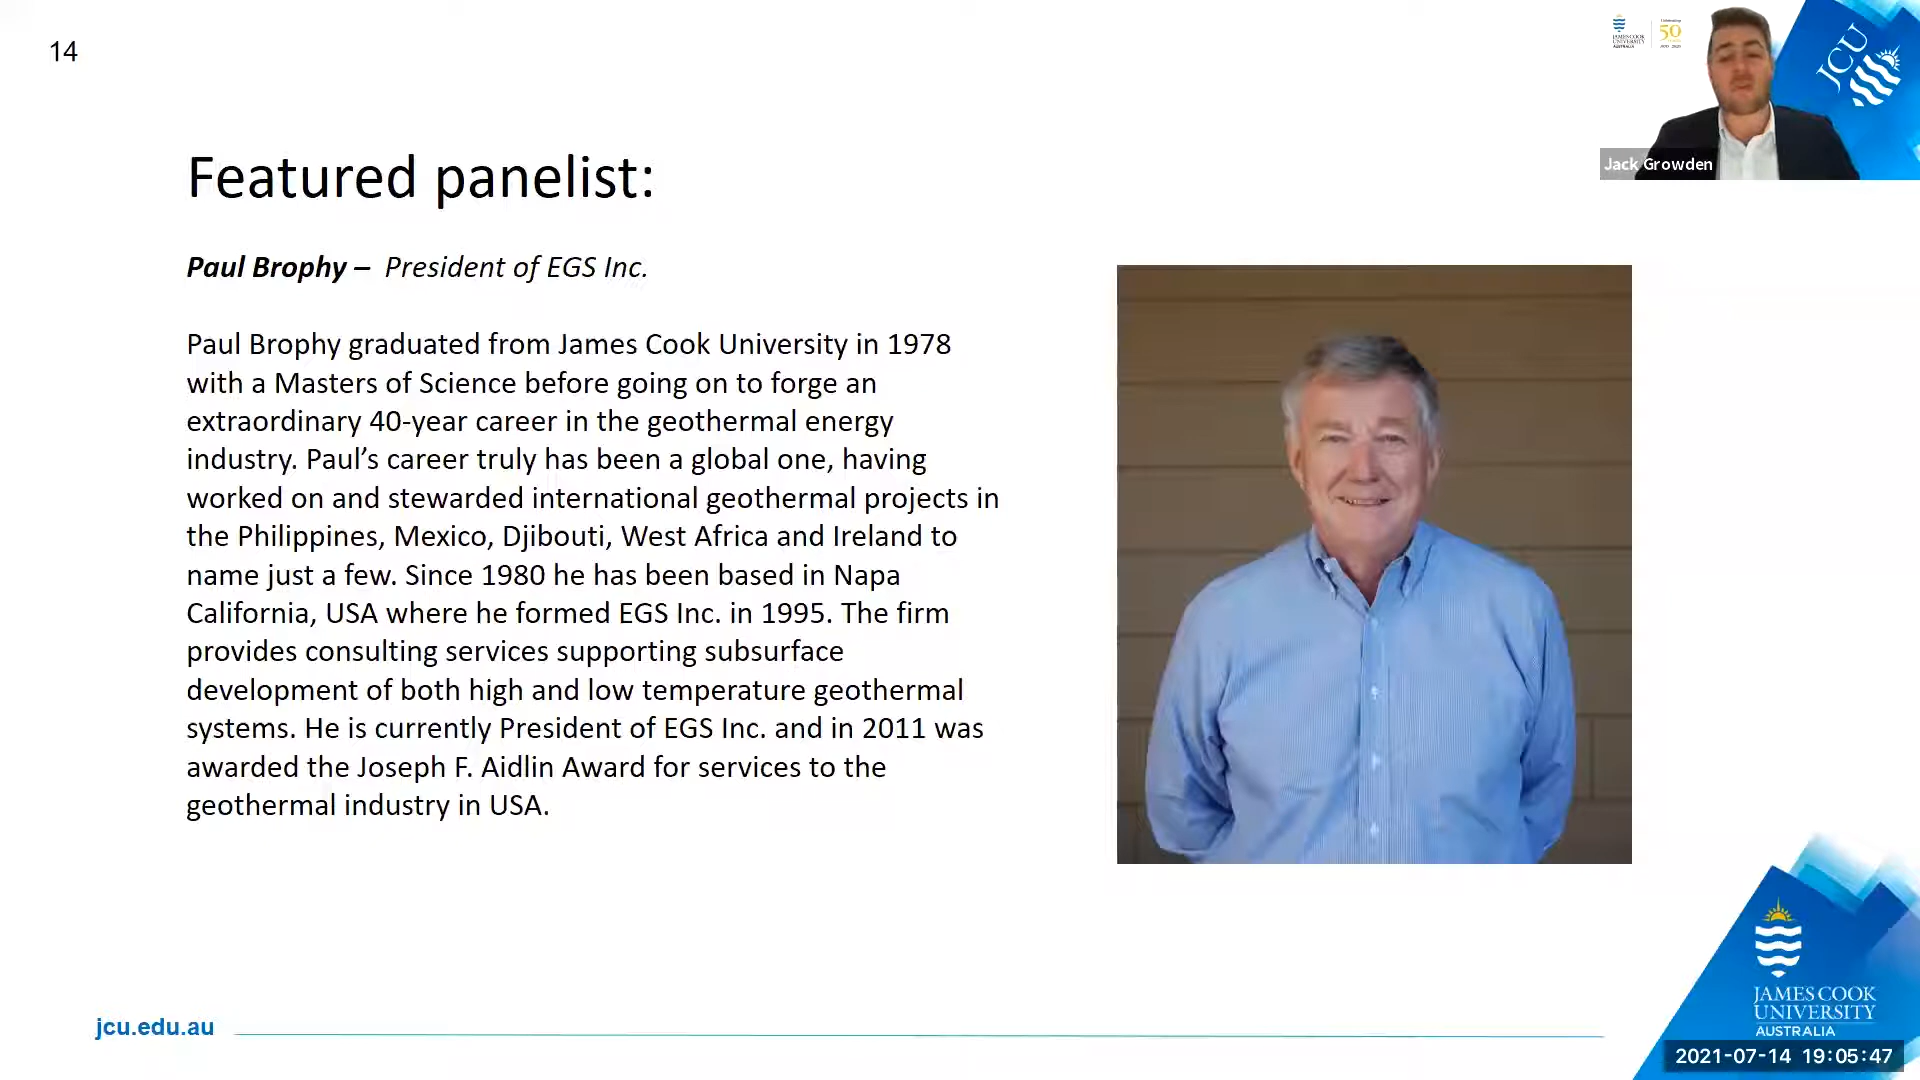 14
Featured panelist:
Paul Brophy – President of EGS Inc.
Paul Brophy graduated from James Cook University in 1978
with a Masters of Science before going on to forge an
extraordinary 40-year career in the geothermal energy
industry. Paul’s career truly has been a global one, having
worked on and stewarded international geothermal projects in
the Philippines, Mexico, Djibouti, West Africa and Ireland to
name just a few. Since 1980 he has been based in Napa
California, USA where he formed EGS Inc. in 1995. The firm
provides consulting services supporting subsurface
development of both high and low temperature geothermal
systems. He is currently President of EGS Inc. and in 2011 was
awarded the Joseph F. Aidlin Award for services to the
geothermal industry in USA.
JAMES COOK
UNIVERSITY
AUSTRALIA
50
JCU
Jack Growden
jcu.edu.au
JAMES COOK
UNIVERSITY
AUSTRALIA
2021-07-14 19:05:47